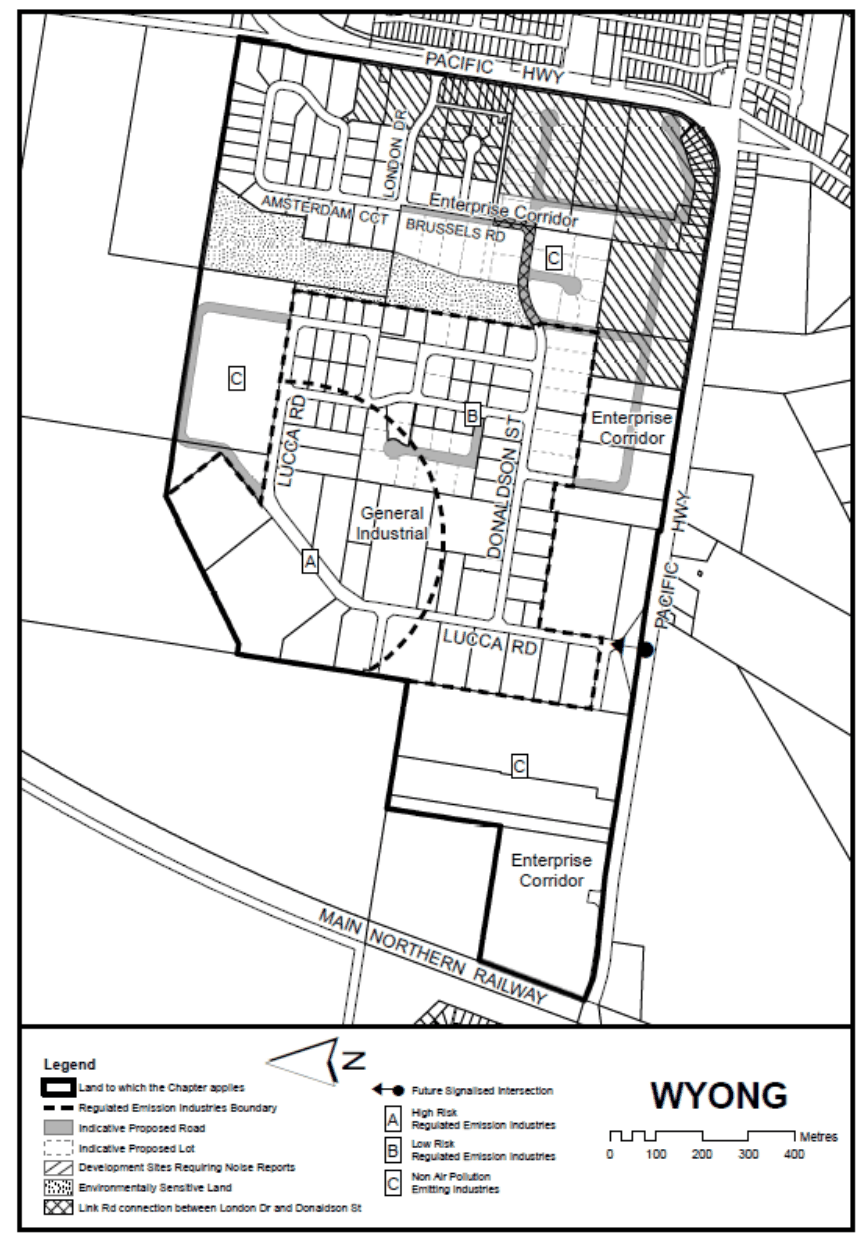 PACIFIC HWY
LONDON DR
Enterprise Corridor
AMSTERDAM CCT
BRUSSELS RD
C
C
B
LUCCA RD
DONALDSON ST
Enterprise
Corridor
General
Industrial
PACIFIC HWY
A
LUCCA RD
C
Enterprise
Corridor
MAIN NORTHERN RAILWAY
Legend
Land to which the Chapter applies
Regulated Emission Industries Boundary
Indicative Proposed Road
Indicative Proposed Lot
Development Sites Requiring Noise Reports
Environmentally Sensitive Land
Link Rd connection between London Dr and Donaldson St
N
Future Signalised Intersection
A
High Risk
Regulated Emission Industries
B
Low Risk
Regulated Emission Industries
C
Non Air Pollution
Emitting Industries
WYONG
Metres
0 100 200 300 400